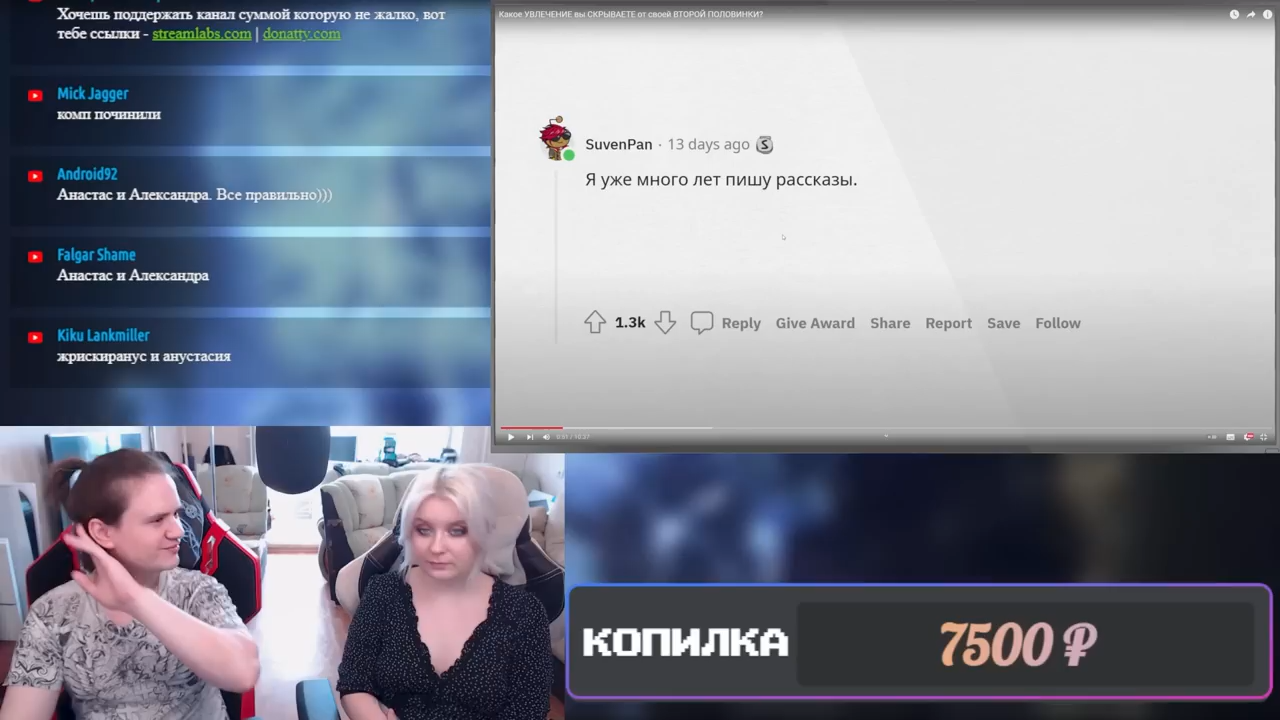 Хочешь поддержать канал суммой которую не жалко, вот
тебе ссылки - streamlabs.com | donatty.com
Mick Jagger
комп починили
Android92
Анастас и Александра. Все правильно)))
Falgar Shame
Анастас и Александра
Kiku Lankmiller
жрискиранус и анустасия
Какое УВЛЕЧЕНИЕ вы СКРЫВАЕТЕ от своей ВТОРОЙ ПОЛОВИНКИ?
SuvenPan · 13 days ago
Я уже много лет пишу рассказы.
1.3k Reply Give Award Share Report Save Follow
КОПИЛКА 7500 ₽